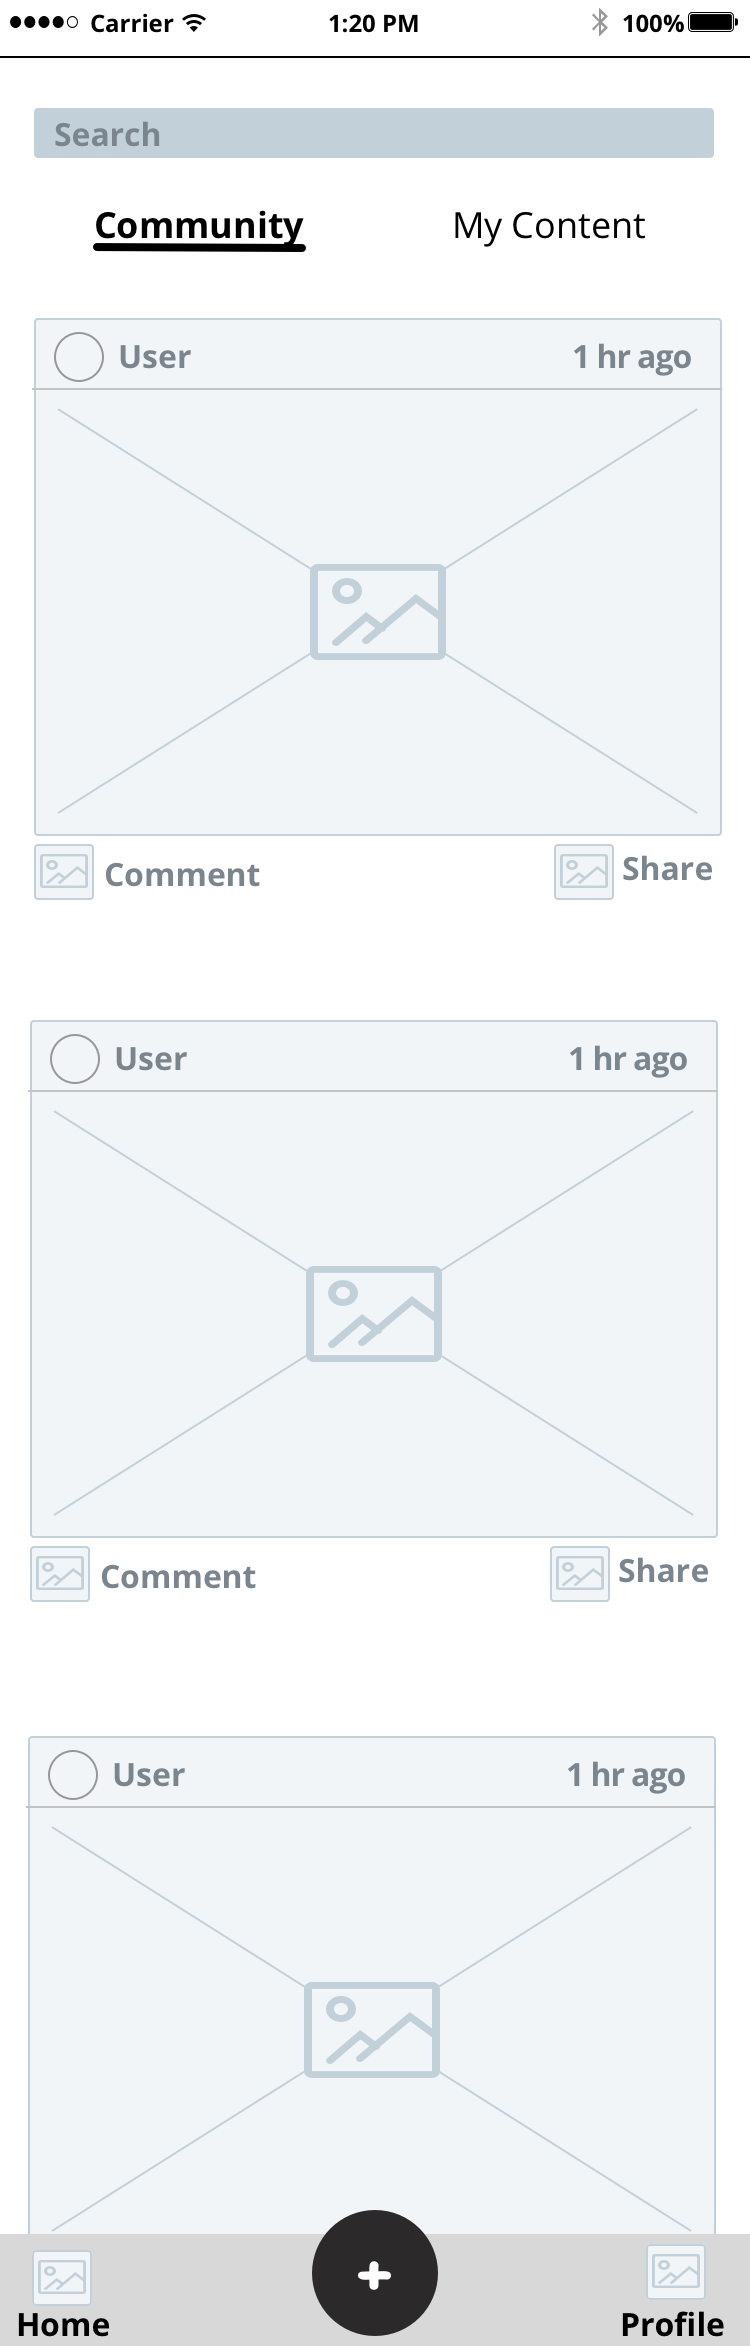 Carrier 1:20 PM 100%
Search
Community My Content
User 1 hr ago
Comment Share
User 1 hr ago
Comment Share
User 1 hr ago
+
Home Profile